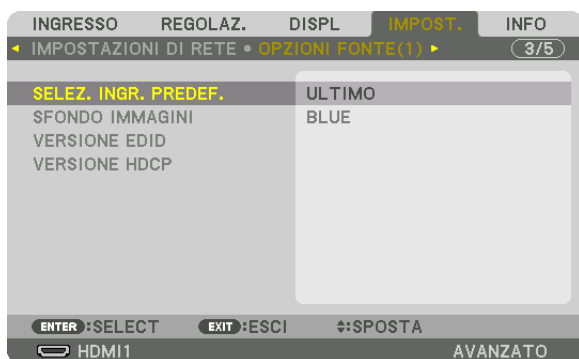 INGRESSO REGOLAZ. DISPL IMPOST. INFO
IMPOSTAZIONI DI RETE • OPZIONI FONTE(1) 3/5
SELEZ. INGR. PREDEF. ULTIMO
SFONDO IMMAGINI BLUE
VERSIONE EDID
VERSIONE HDCP
ENTER :SELECT EXIT :ESCI :SPOSTA
HDMI1 AVANZATO